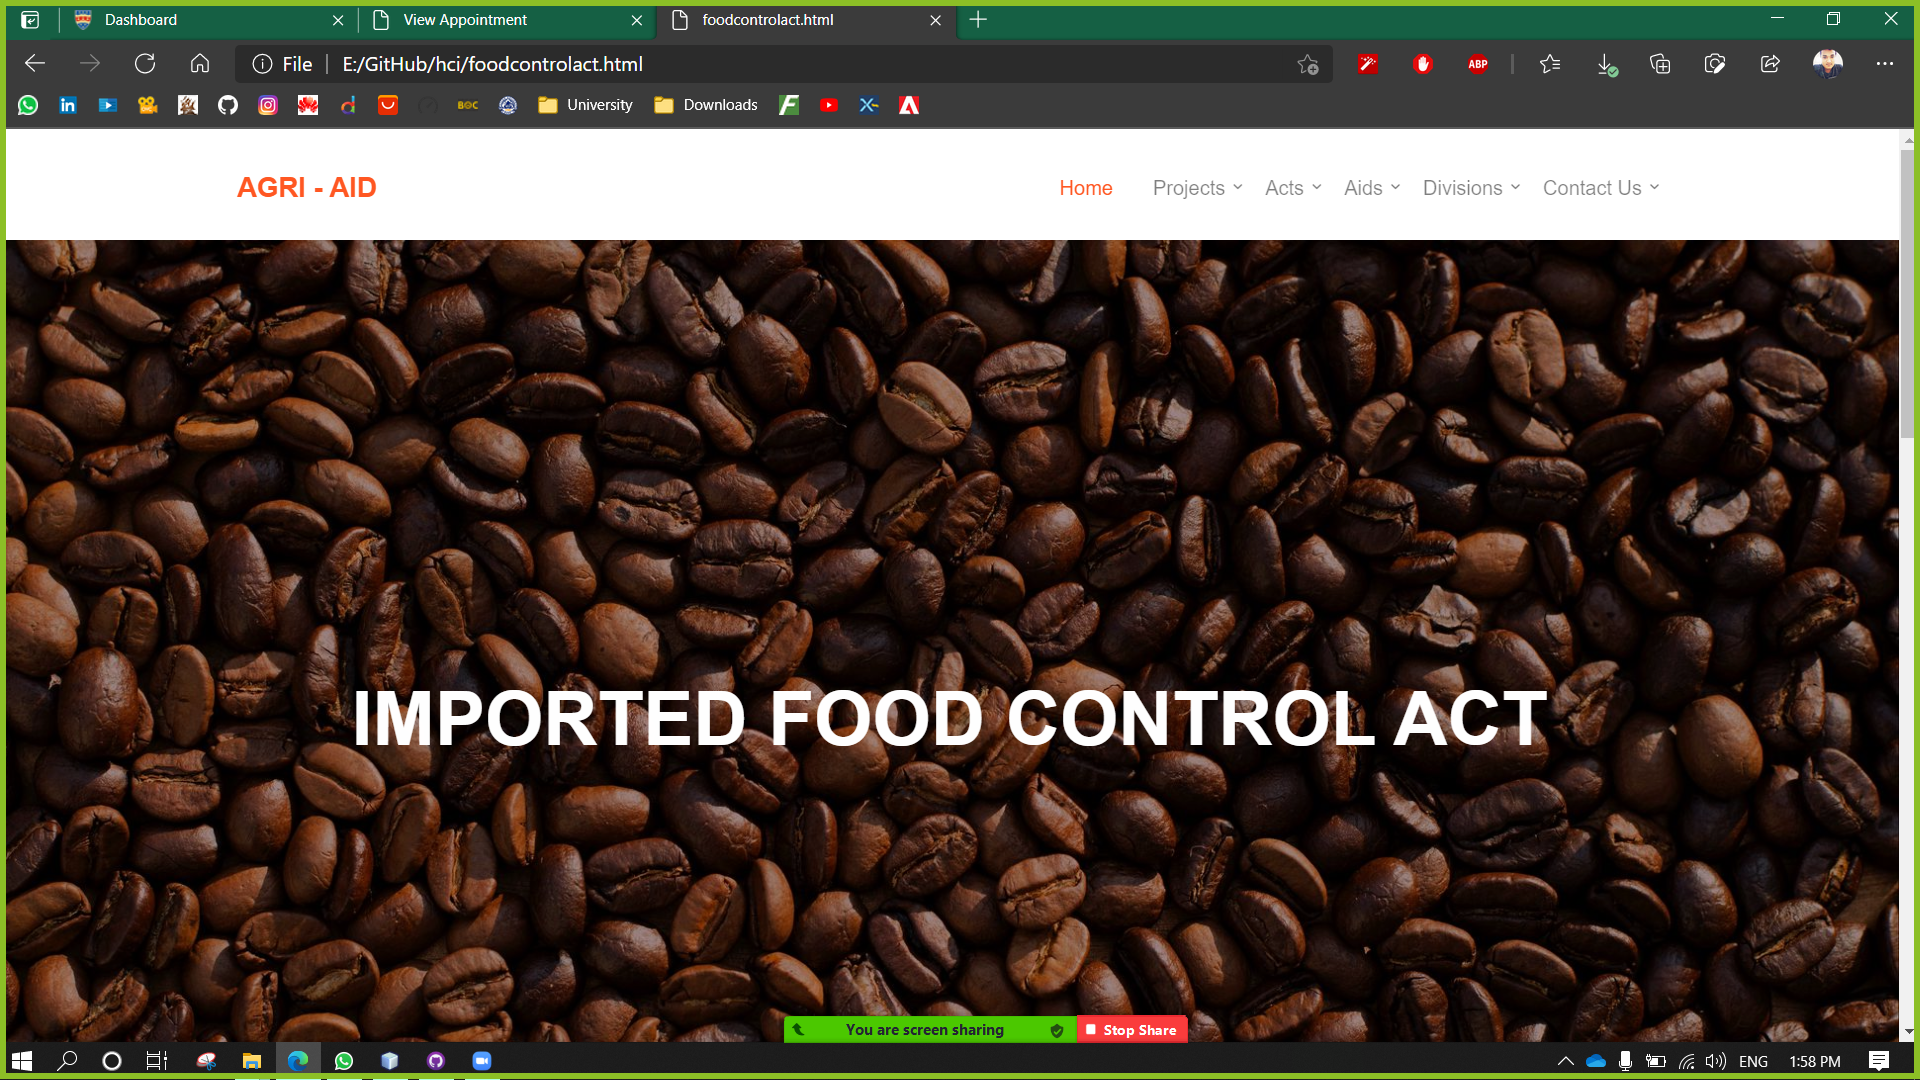 Dashboard
View Appointment
foodcontrolact.html
File
E:/GitHub/hci/foodcontrolact.html
ABP
BOC
University
Downloads
AGRI - AID
Home
Projects
Acts
Aids
Divisions
Contact Us
IMPORTED FOOD CONTROL ACT
You are screen sharing
Stop Share
ENG
1:58 PM